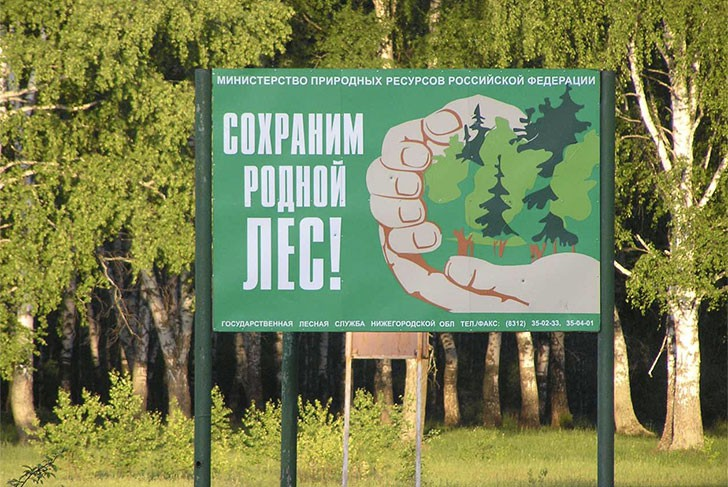 МИНИСТЕРСТВО ПРИРОДНЫХ РЕСУРСОВ РОССИЙСКОЙ ФЕДЕРАЦИИ
СОХРАНИМ
РОДНОЙ
ЛЕС!
ГОСУДАРСТВЕННАЯ ЛЕСНАЯ СЛУЖБА НИЖЕГОРОДСКОЙ ОБЛ ТЕЛ/ФАКС: (8312) 35-02-33, 35-04-01